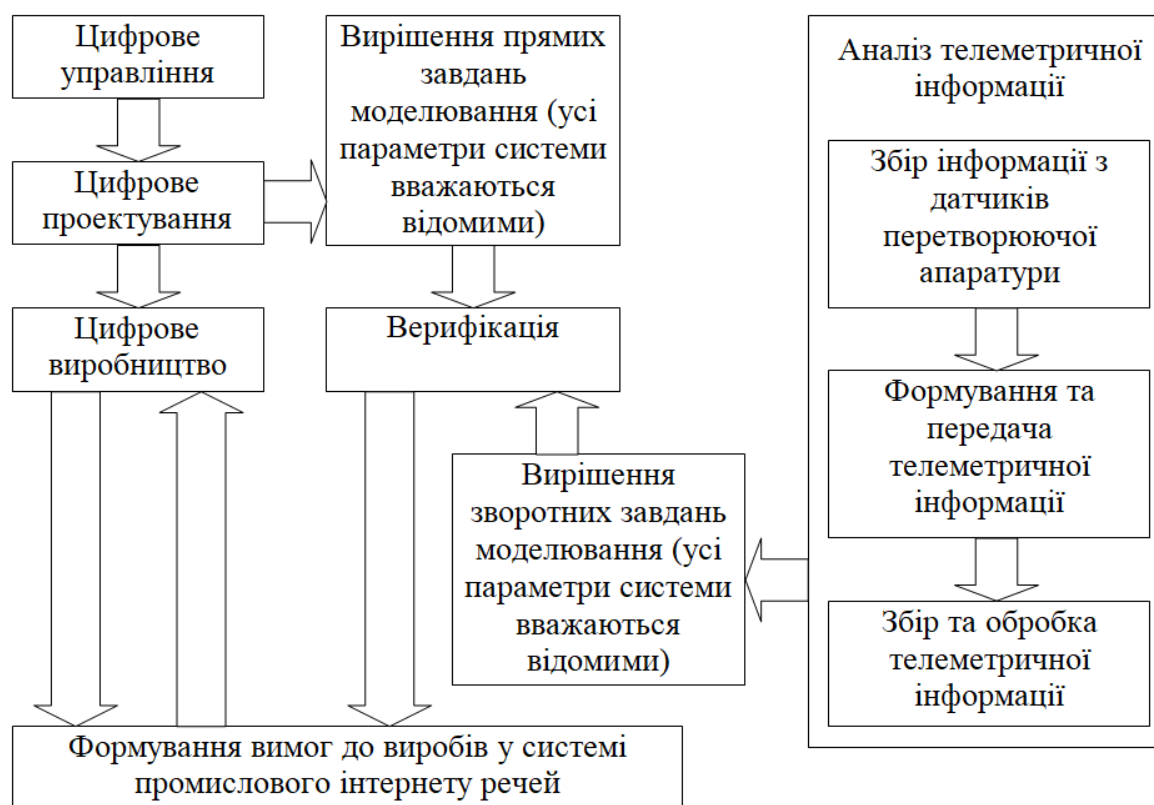 Цифрове
управління
Цифрове
проектування
Цифрове
виробництво
Вирішення прямих
завдань
моделювання (усі
параметри системи
вважаються
відомими)
Верифікація
Вирішення
зворотних завдань
моделювання (усі
параметри системи
вважаються
відомими)
Формування вимог до виробів у системі
промислового інтернету речей
Аналіз телеметричної
інформації
Збір інформації з
датчиків
перетворюючої
апаратури
Формування та
передача
телеметричної
інформації
Збір та обробка
телеметричної
інформації